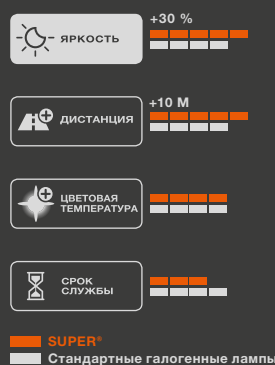 +30 %
ЯРКОСТЬ
+10 М
ДИСТАНЦИЯ
ЦВЕТОВАЯ
ТЕМПЕРАТУРА
СРОК
СЛУЖБЫ
SUPER®
Стандартные галогенные лампы